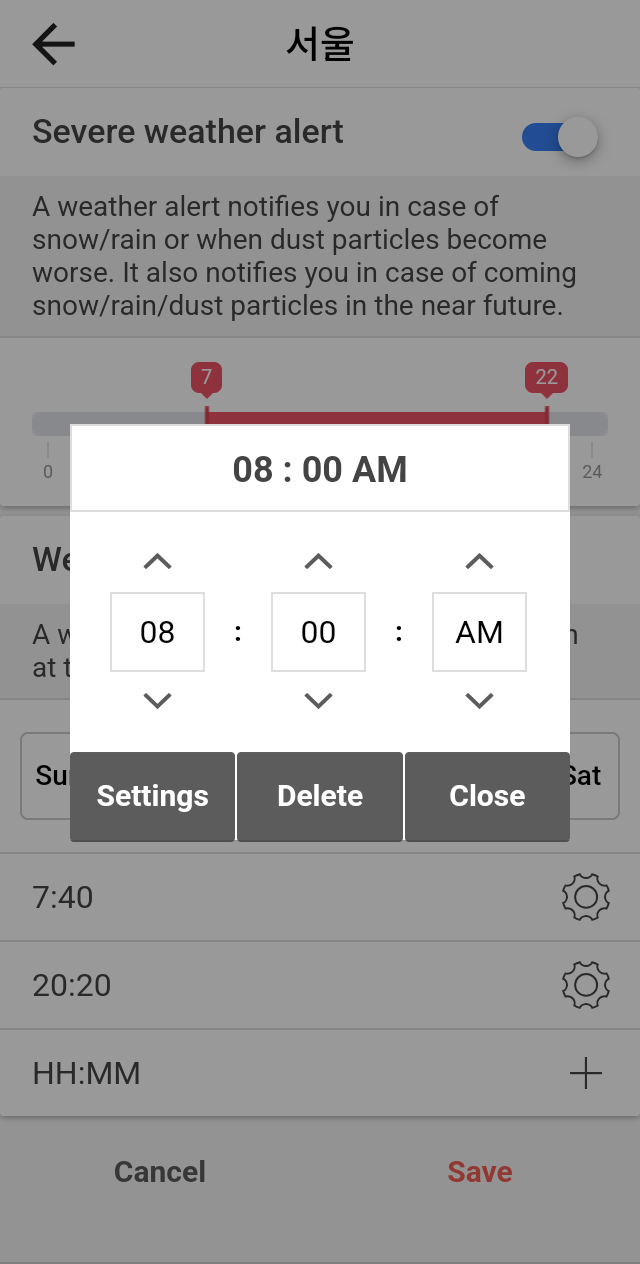 서울
Severe weather alert
A weather alert notifies you in case of
snow/rain or when dust particles become
worse. It also notifies you in case of coming
snow/rain/dust particles in the near future.
7 22
0 24
08 : 00 AM
08 : 00 : AM
Settings Delete Close
7:40
20:20
HH:MM
Cancel Save